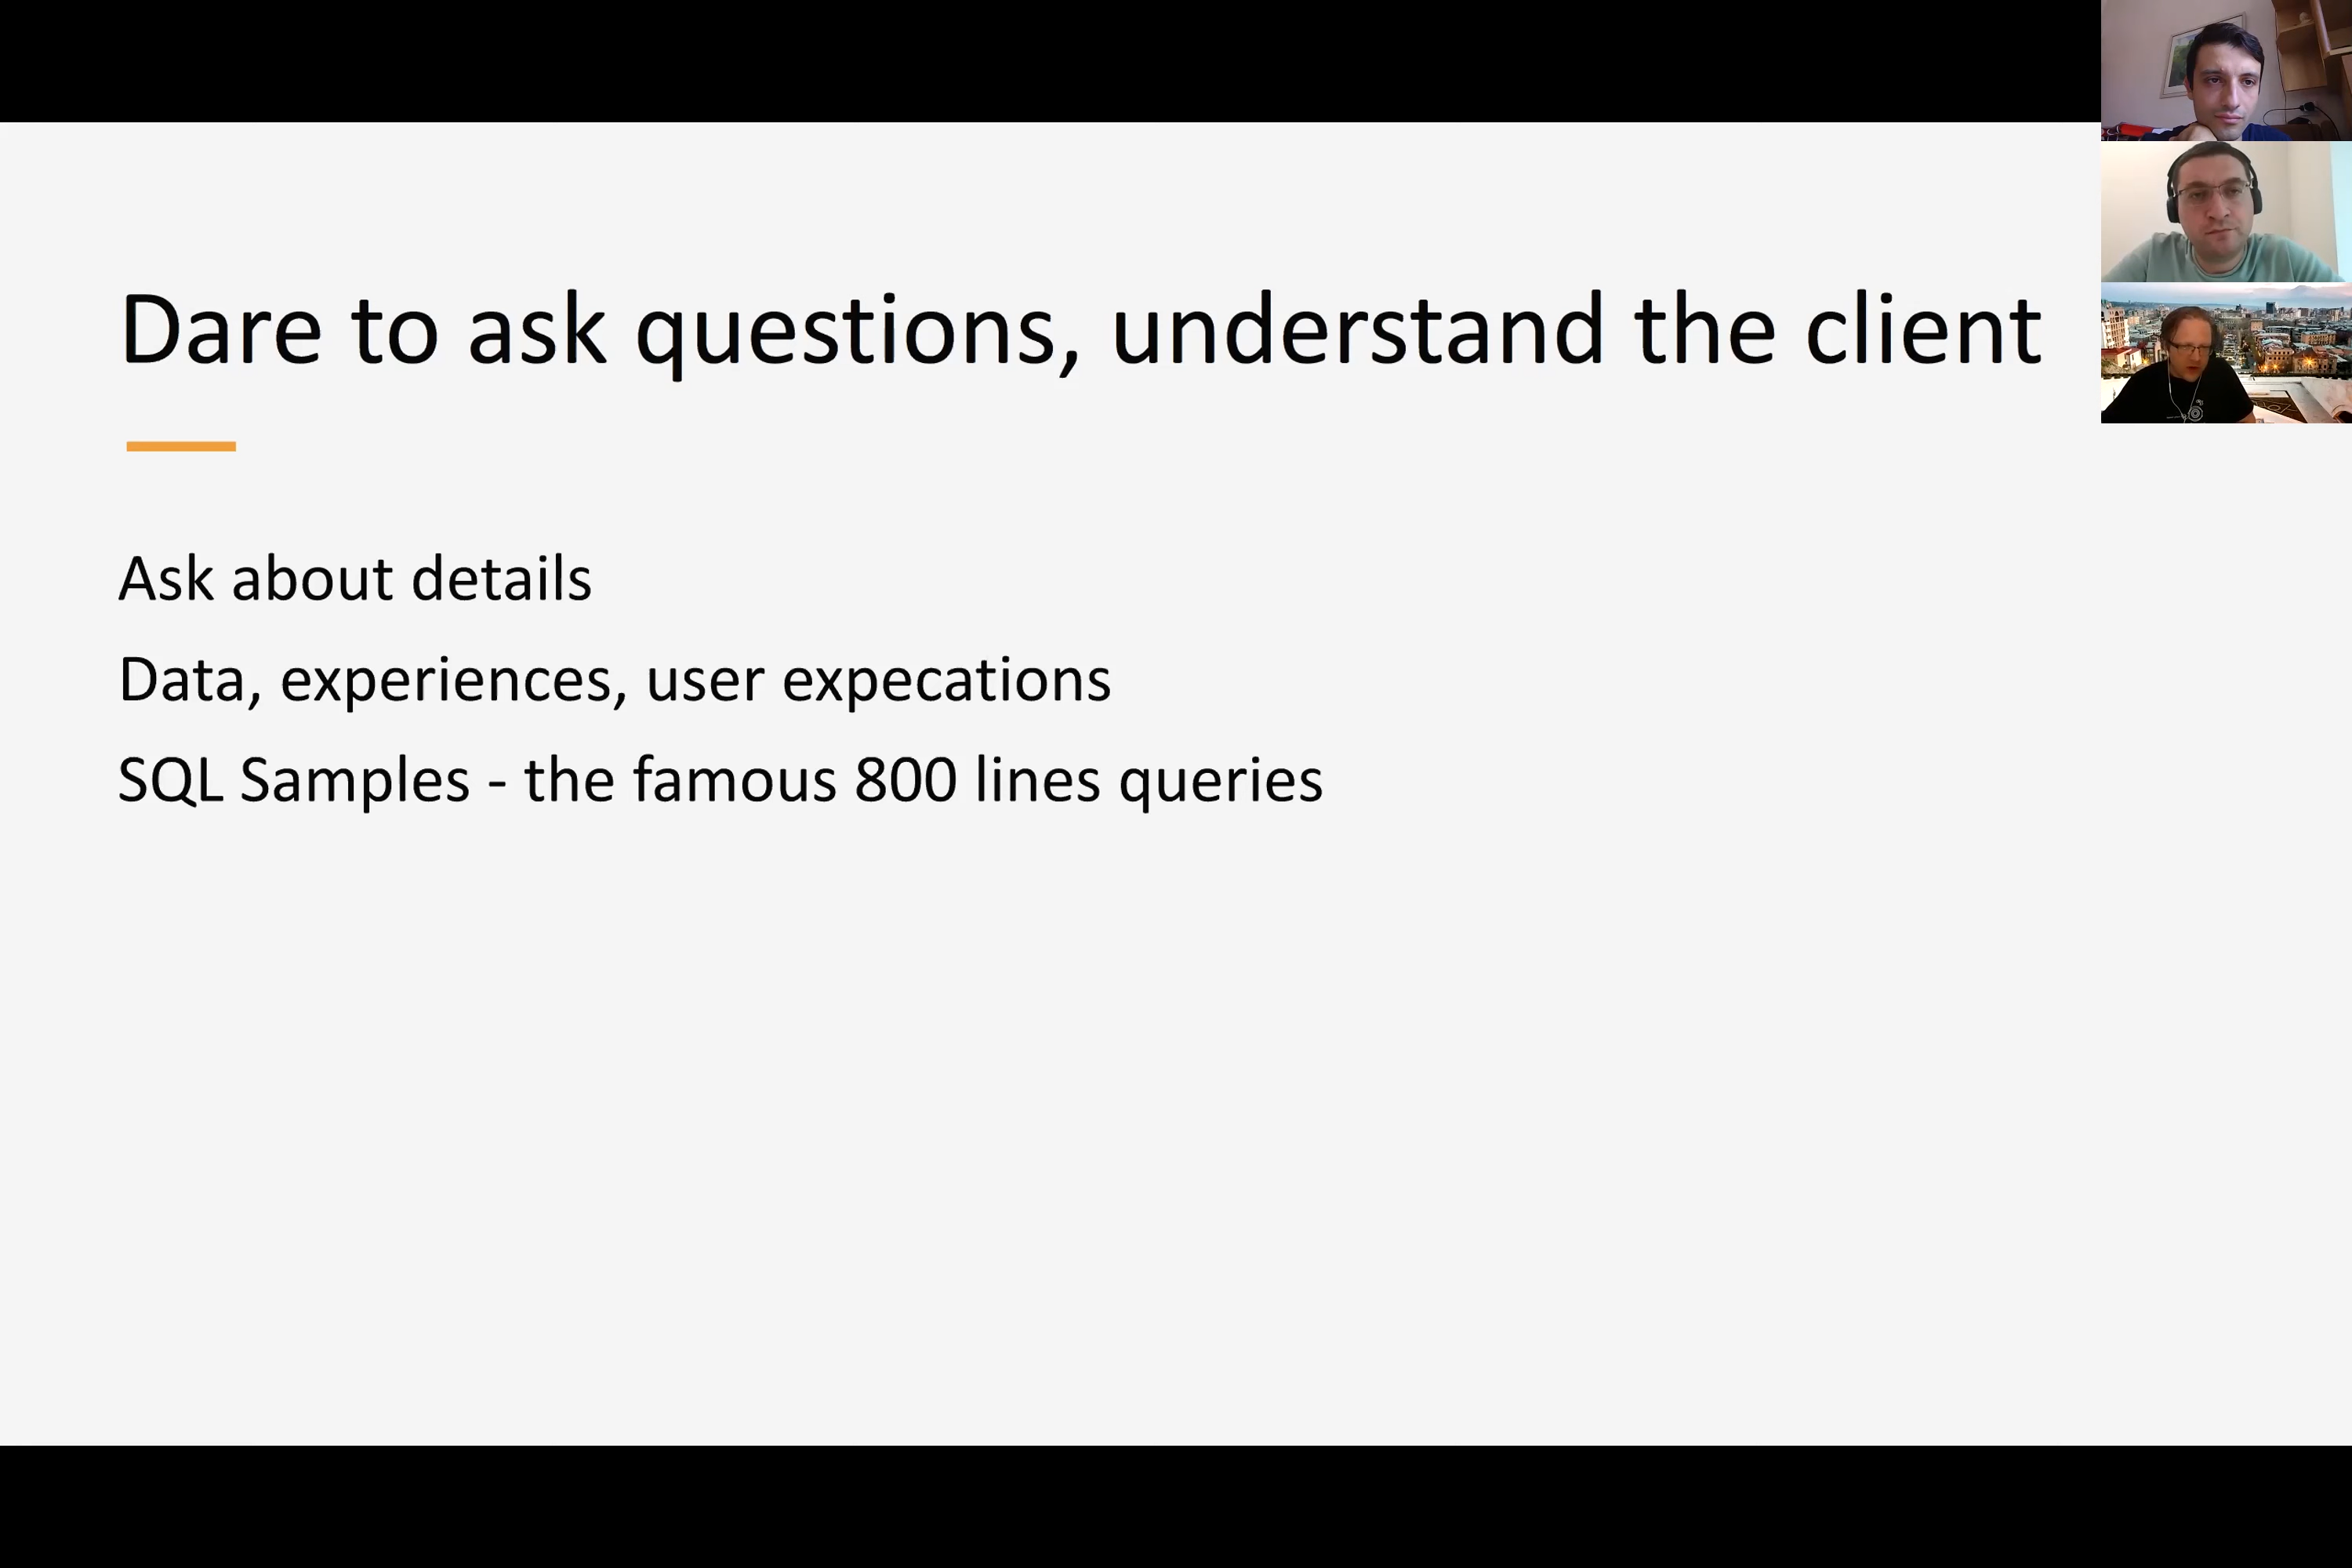 Dare to ask questions, understand the client
Ask about details
Data, experiences, user expecations
SQL Samples - the famous 800 lines queries